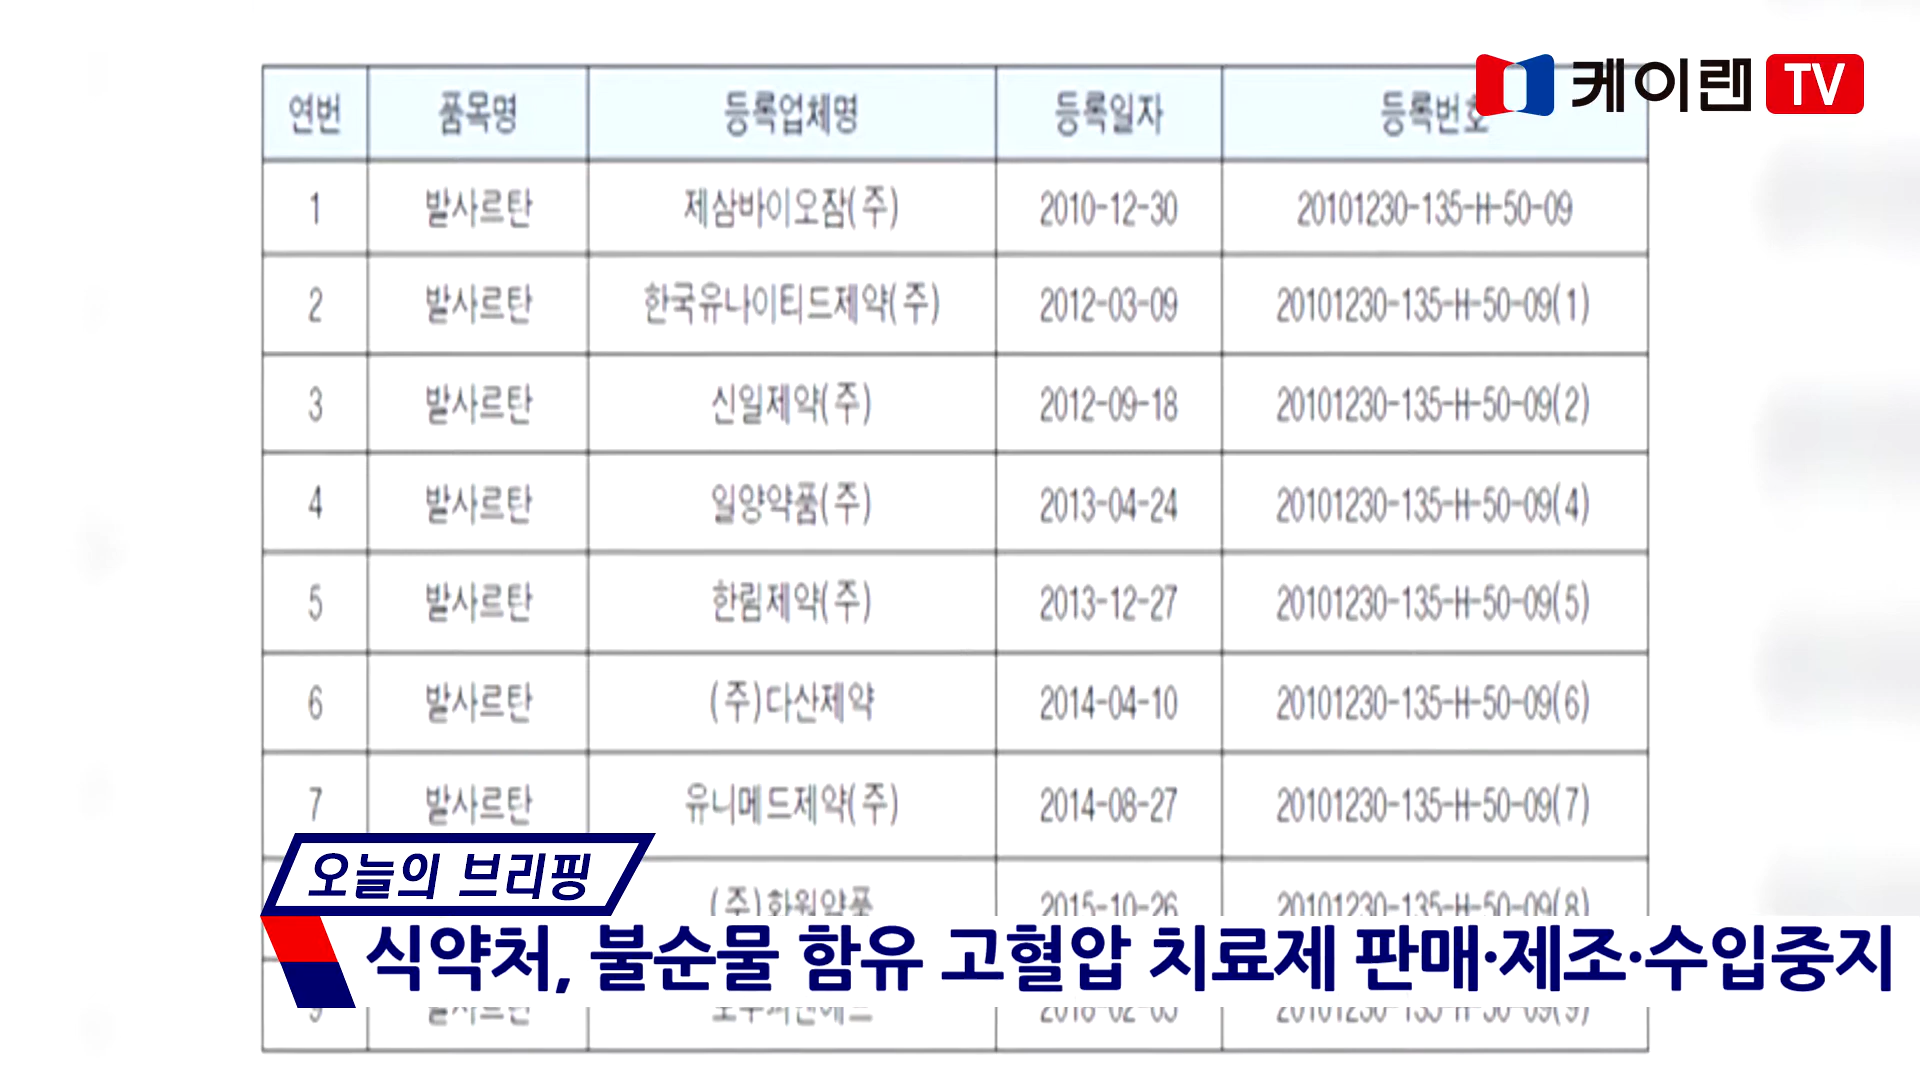 케이렌 TV
연번 품목명 등록업체명 등록일자 등록번호
1 발사르탄 제삼바이오잠(주) 2010-12-30 20101230-135-H-50-09
2 발사르탄 한국유나이티드제약(주) 2012-03-09 20101230-135-H-50-09(1)
3 발사르탄 신일제약(주) 2012-09-18 20101230-135-H-50-09(2)
4 발사르탄 일양약품(주) 2013-04-24 20101230-135-H-50-09(4)
5 발사르탄 한림제약(주) 2013-12-27 20101230-135-H-50-09(5)
6 발사르탄 (주)다산제약 2014-04-10 20101230-135-H-50-09(6)
7 발사르탄 유니메드제약(주) 2014-08-27 20101230-135-H-50-09(7)
(주)화원약품 2015-10-26 20101230-135-H-50-09(8)
오늘의 브리핑
식약처, 불순물 함유 고혈압 치료제 판매·제조·수입중지
9 발사르탄 20101230-135-H-50-09(9)